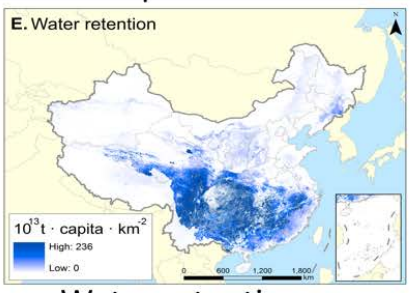 E. Water retention
N
10¹³t · capita · km⁻²
High: 236
Low: 0
0 600 1,200 1,800
km